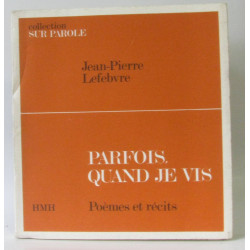 collection
SUR PAROLE
Jean-Pierre
Lefebvre
PARFOIS,
QUAND JE VIS
HMH Poèmes et récits